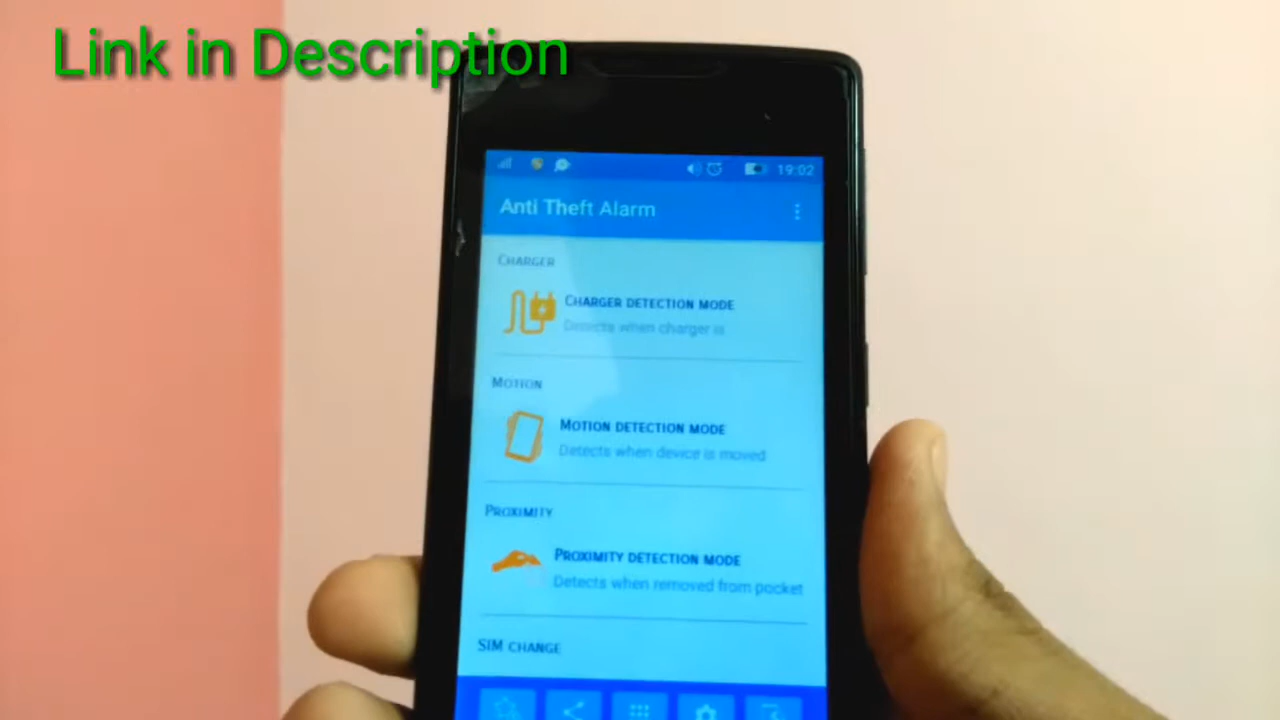 Link in Description
19:02
Anti Theft Alarm
CHARGER
CHARGER DETECTION MODE
Detects when charger is
MOTION
MOTION DETECTION MODE
Detects when device is moved
PROXIMITY
PROXIMITY DETECTION MODE
Detects when removed from pocket
SIM CHANGE